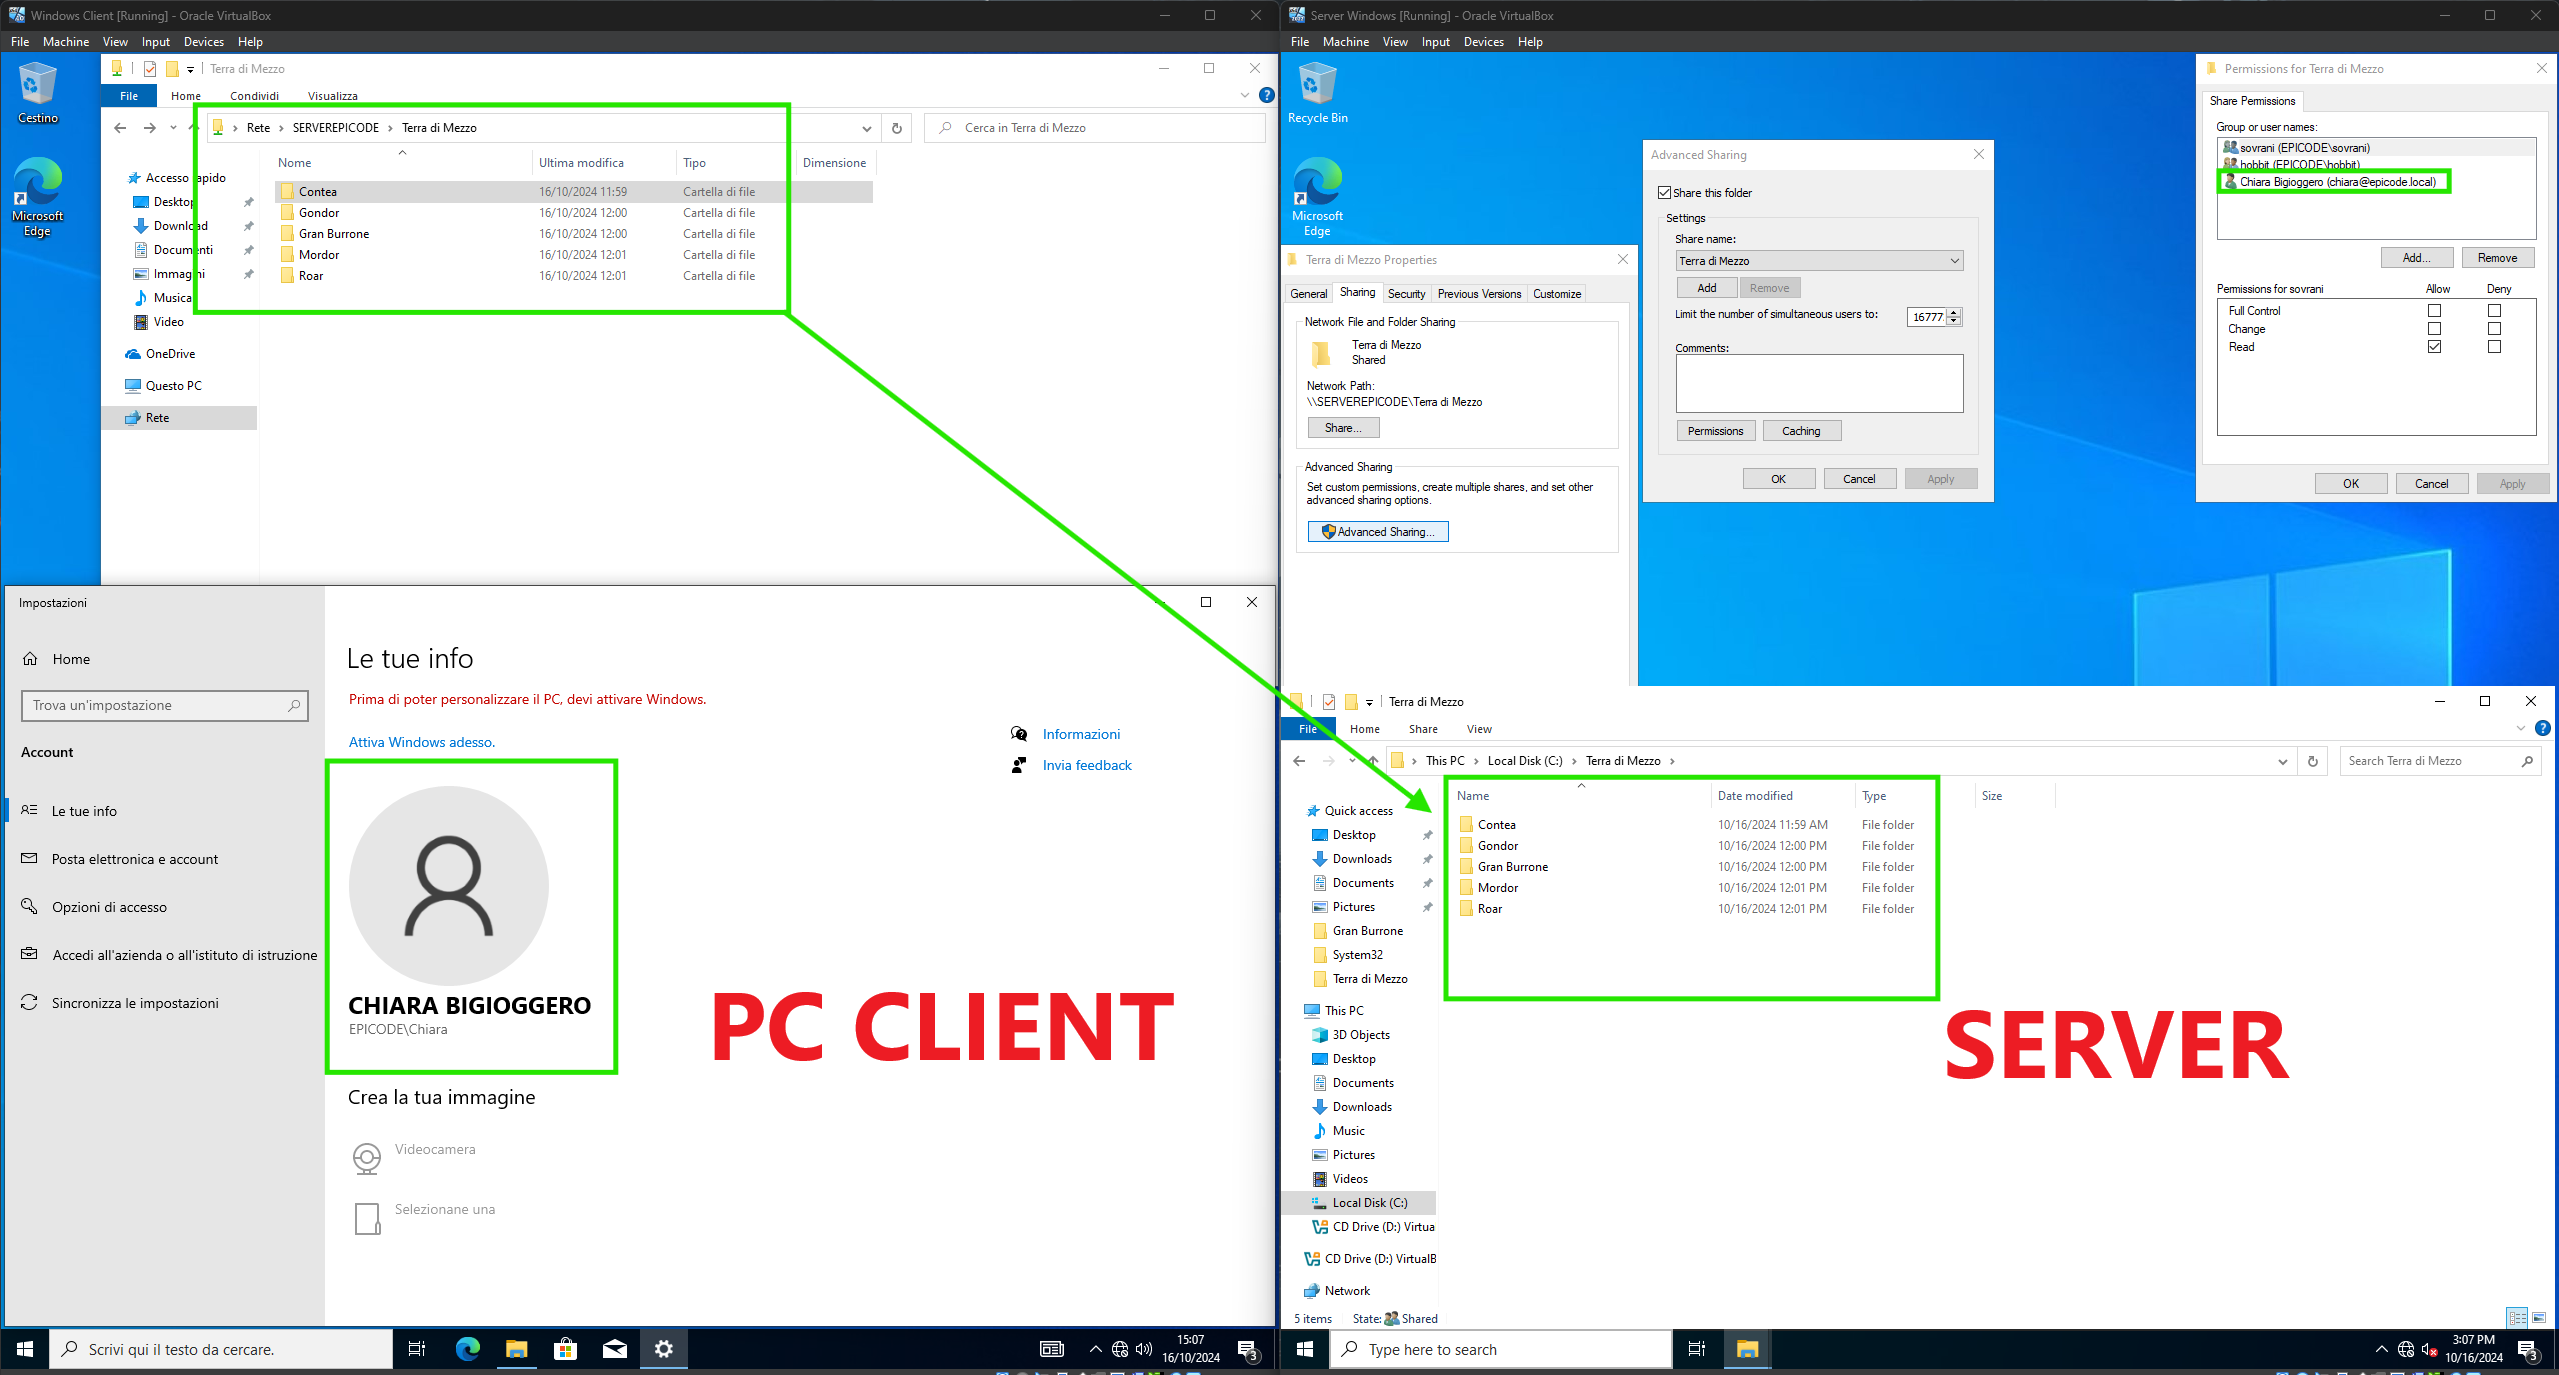 Windows Client [Running] - Oracle VirtualBox
File Machine View Input Devices Help
Cestino
Microsoft Edge
Terra di Mezzo
File Home Condividi Visualizza
Rete > SERVEREPICODE > Terra di Mezzo
Cerca in Terra di Mezzo
Nome Ultima modifica Tipo Dimensione
Contea 16/10/2024 11:59 Cartella di file
Gondor 16/10/2024 12:00 Cartella di file
Gran Burrone 16/10/2024 12:00 Cartella di file
Mordor 16/10/2024 12:01 Cartella di file
Roar 16/10/2024 12:01 Cartella di file
Accesso rapido
Desktop
Download
Documenti
Immagini
Musica
Video
OneDrive
Questo PC
Rete
Impostazioni
Home
Trova un'impostazione
Account
Le tue info
Posta elettronica e account
Opzioni di accesso
Accedi all'azienda o all'istituto di istruzione
Sincronizza le impostazioni
Le tue info
Prima di poter personalizzare il PC, devi attivare Windows.
Attiva Windows adesso.
Informazioni
Invia feedback
CHIARA BIGIOGGERO
EPICODE\Chiara
Crea la tua immagine
Videocamera
Selezionane una
PC CLIENT
Scrivi qui il testo da cercare.
15:07
16/10/2024
3
Server Windows [Running] - Oracle VirtualBox
File Machine View Input Devices Help
Recycle Bin
Microsoft Edge
Terra di Mezzo Properties
General Sharing Security Previous Versions Customize
Network File and Folder Sharing
Terra di Mezzo
Shared
Network Path:
\\SERVEREPICODE\Terra di Mezzo
Share...
Advanced Sharing
Set custom permissions, create multiple shares, and set other
advanced sharing options.
Advanced Sharing...
Advanced Sharing
Share this folder
Settings
Share name:
Terra di Mezzo
Add Remove
Limit the number of simultaneous users to: 16777
Comments:
Permissions Caching
OK Cancel Apply
Permissions for Terra di Mezzo
Share Permissions
Group or user names:
sovrani (EPICODE\sovrani)
hobbit (EPICODE\hobbit)
Chiara Bigioggero (chiara@epicode.local)
Add... Remove
Permissions for sovrani Allow Deny
Full Control
Change
Read
OK Cancel Apply
Terra di Mezzo
File Home Share View
This PC > Local Disk (C:) > Terra di Mezzo >
Search Terra di Mezzo
Name Date modified Type Size
Contea 10/16/2024 11:59 AM File folder
Gondor 10/16/2024 12:00 PM File folder
Gran Burrone 10/16/2024 12:00 PM File folder
Mordor 10/16/2024 12:01 PM File folder
Roar 10/16/2024 12:01 PM File folder
Quick access
Desktop
Downloads
Documents
Pictures
Gran Burrone
System32
Terra di Mezzo
This PC
3D Objects
Desktop
Documents
Downloads
Music
Pictures
Videos
Local Disk (C:)
CD Drive (D:) Virtua
CD Drive (D:) VirtualB
Network
5 items State: Shared
SERVER
Type here to search
3:07 PM
10/16/2024
3